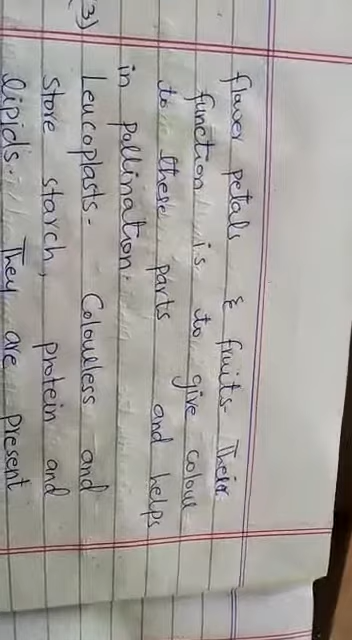 flower petals & fruits. Their
function is to give colour
to these parts and helps
in pollination.
(3) Leucoplasts - Colourless and
store starch, protein and
lipids. They are present